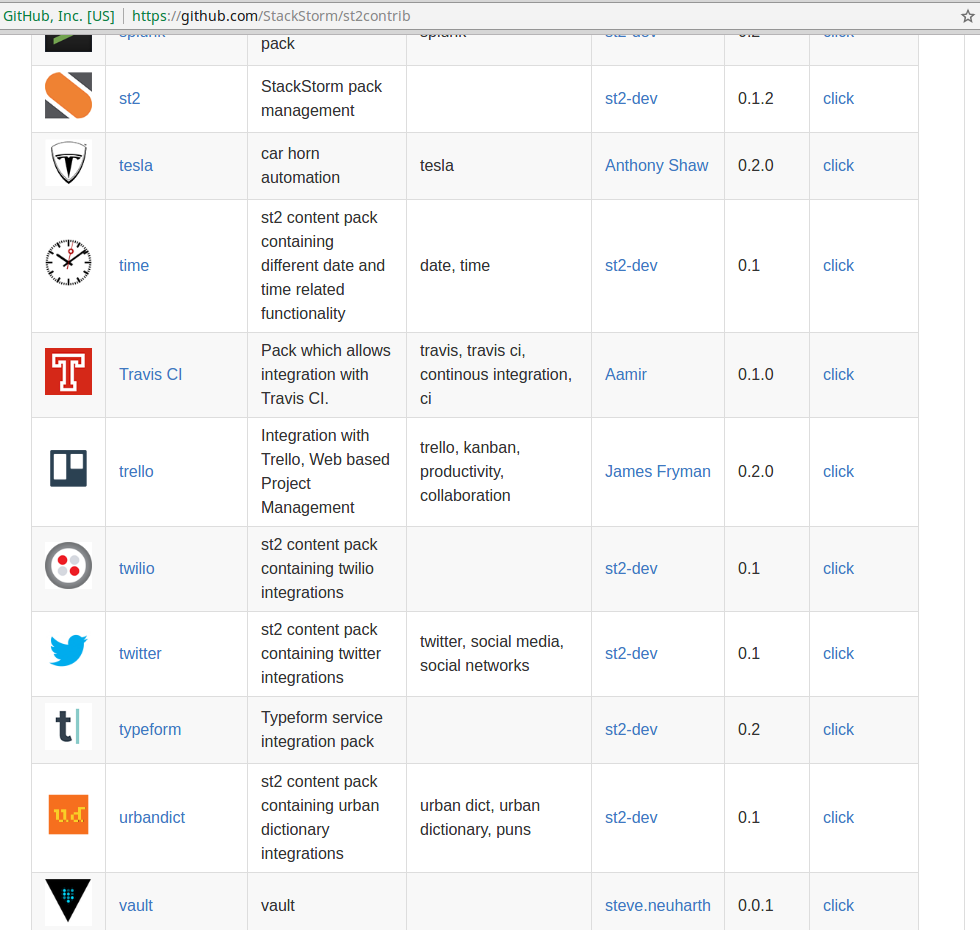 GitHub, Inc. [US] https://github.com/StackStorm/st2contrib
splunk splunk st2-dev 0.2 click
pack
st2
StackStorm pack
management
st2-dev
0.1.2
click
tesla
car horn
automation
tesla
Anthony Shaw
0.2.0
click
time
st2 content pack
containing
different date and
time related
functionality
date, time
st2-dev
0.1
click
Travis CI
Pack which allows
integration with
Travis CI.
travis, travis ci,
continous integration,
ci
Aamir
0.1.0
click
trello
Integration with
Trello, Web based
Project
Management
trello, kanban,
productivity,
collaboration
James Fryman
0.2.0
click
twilio
st2 content pack
containing twilio
integrations
st2-dev
0.1
click
twitter
st2 content pack
containing twitter
integrations
twitter, social media,
social networks
st2-dev
0.1
click
t|
typeform
Typeform service
integration pack
st2-dev
0.2
click
ud
urbandict
st2 content pack
containing urban
dictionary
integrations
urban dict, urban
dictionary, puns
st2-dev
0.1
click
vault
vault
steve.neuharth
0.0.1
click